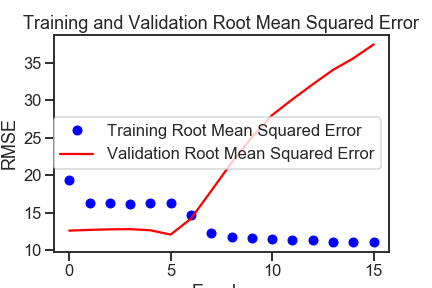 Training and Validation Root Mean Squared Error
35
30
25
20
15
10
RMSE
Training Root Mean Squared Error
Validation Root Mean Squared Error
0
5
10
15